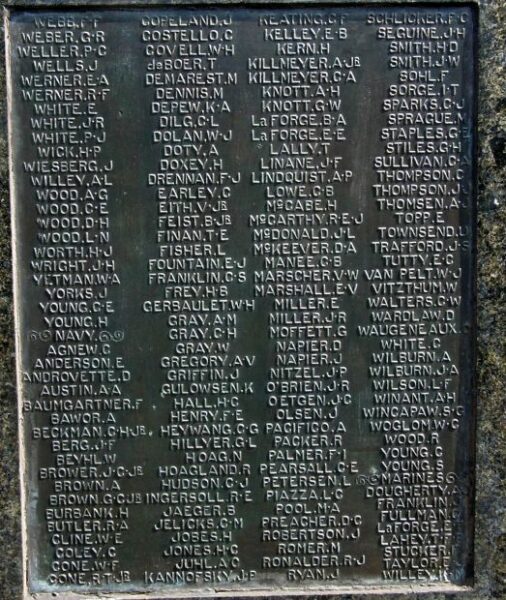 WEBER·G·R
WELLER·P·C
WELLS.J
WERNER.E·A
WERNER.R·F
WHITE.E
WHITE.J·R
WHITE.P·J
WICK.H·P
WIESBERG.J
WILLEY.A·L
WOOD.A·G
WOOD.C·E
WOOD.D·H
WOOD.L·N
WORTH.H·J
WRIGHT.J·H
YETMAN.W·A
YORKS.J
YOUNG.C·E
YOUNG.H
NAVY
AGNEW.C
ANDERSON.E
ANDROVETTE.D
AUSTIN.A·A
BAUMGARTNER.F
BAWOR.A
BECKMAN.C·H·JR
BERG.J·F
BEYHL.W
BROWER.J·C·JR
BROWN.A
BROWN.G·C·JR
BURBANK.H
BUTLER.R·A
CLINE.W·E
COLEY.C
CONE.W·F
CONE.R·T·JR
COPELAND.J
COSTELLO.C
COVELL.W·H
deBOER.T
DEMAREST.M
DENNIS.M
DEPEW.K·A
DILG.C·L
DOLAN.W·J
DOTY.A
DOXEY.H
DRENNAN.F·J
EARLEY.C
EITH.V·JR
FEIST.B·JR
FINAN.T·E
FISHER.L
FOUNTAIN.E·J
FRANKLIN.C·S
FREY.H·B
GERBAULET.W·H
GRAY.A·M
GRAY.C·H
GRAY.W
GREGORY.A·V
GRIFFIN.J
GULOWSEN.K
HALL.H·C
HENRY.F·E
HEYWANG.C·G
HILLYER.G·L
HOAG.N
HOAGLAND.R
HUDSON.C·J
INGERSOLL.R·E
JAEGER.B
JELICKS.C·M
JOBES.H
JONES.H·C
JUHL.A·C
KANNOFSKY.J·P
KEATING.C·F
KELLEY.E·B
KERN.H
KILLMEYER.A·JR
KILLMEYER.C·A
KNOTT.A·H
KNOTT.G·W
LaFORGE.B·A
LaFORGE.E·E
LALLY.T
LINANE.J·F
LINDQUIST.A·P
LOWE.C·B
McCABE.H
McCARTHY.R·E·J
McDONALD.J·L
McKEEVER.D·A
MANEE.C·B
MARSCHER.V·W
MARSHALL.E·V
MILLER.E
MILLER.J·R
MOFFETT.G
NAPIER.D
NAPIER.J
NITZEL.J·P
O'BRIEN.J·R
OETGEN.J·C
OLSEN.J
PACIFICO.A
PACKER.R
PALMER.F·I
PEARSALL.C·E
PETERSEN.L
PIAZZA.L·C
POOL.M·A
PREACHER.D·C
ROBERTSON.J
ROMER.M
RONALDER.R·J
RYAN.J
SCHLICKER.F·C
SEGUINE.J·H
SMITH.H·D
SMITH.J·W
SOHL.F
SORGE.I·T
SPARKS.C·J
SPRAGUE.M
STAPLES.G·E
STILES.G·H
SULLIVAN.C·A
THOMPSON.C
THOMPSON.J
THOMSEN.A·J
TOPP.E
TOWNSEND.
TRAFFORD.J·S
TUTTY.E·C
VAN PELT.W·J
VITZTHUM.W
WALTERS.C·W
WARDLAW.D
WAUGENEAUX.
WHITE.C
WILBURN.A
WILBURN.J·A
WILSON.L·F
WINANT.A·H
WINCAPAW.S·C
WOGLOM.W·C
WOOD.R
YOUNG.C
YOUNG.S
MARINES
DOUGHERTY.
FRANKLIN.
FULLMAN.C
LaFORGE.E
LAHEY.T·F
STUCKER.
TAYLOR.E
WILLEY.